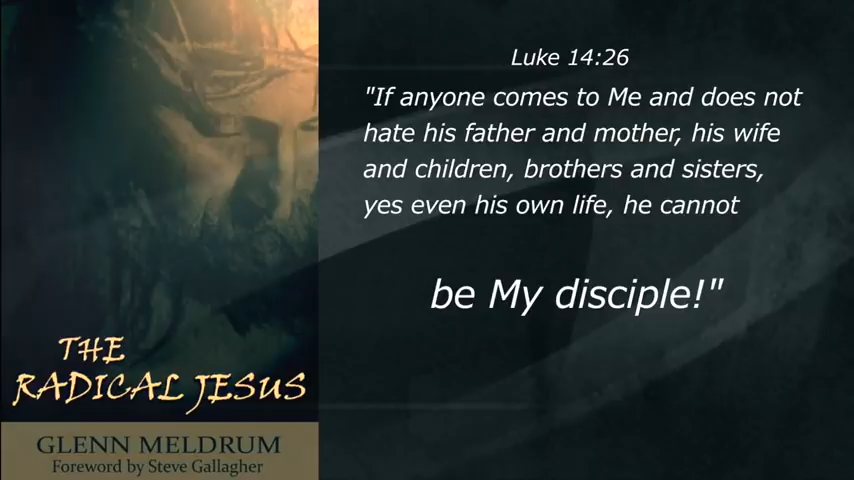 THE
RADICAL JESUS
GLENN MELDRUM
Foreword by Steve Gallagher
Luke 14:26
"If anyone comes to Me and does not
hate his father and mother, his wife
and children, brothers and sisters,
yes even his own life, he cannot
be My disciple!"